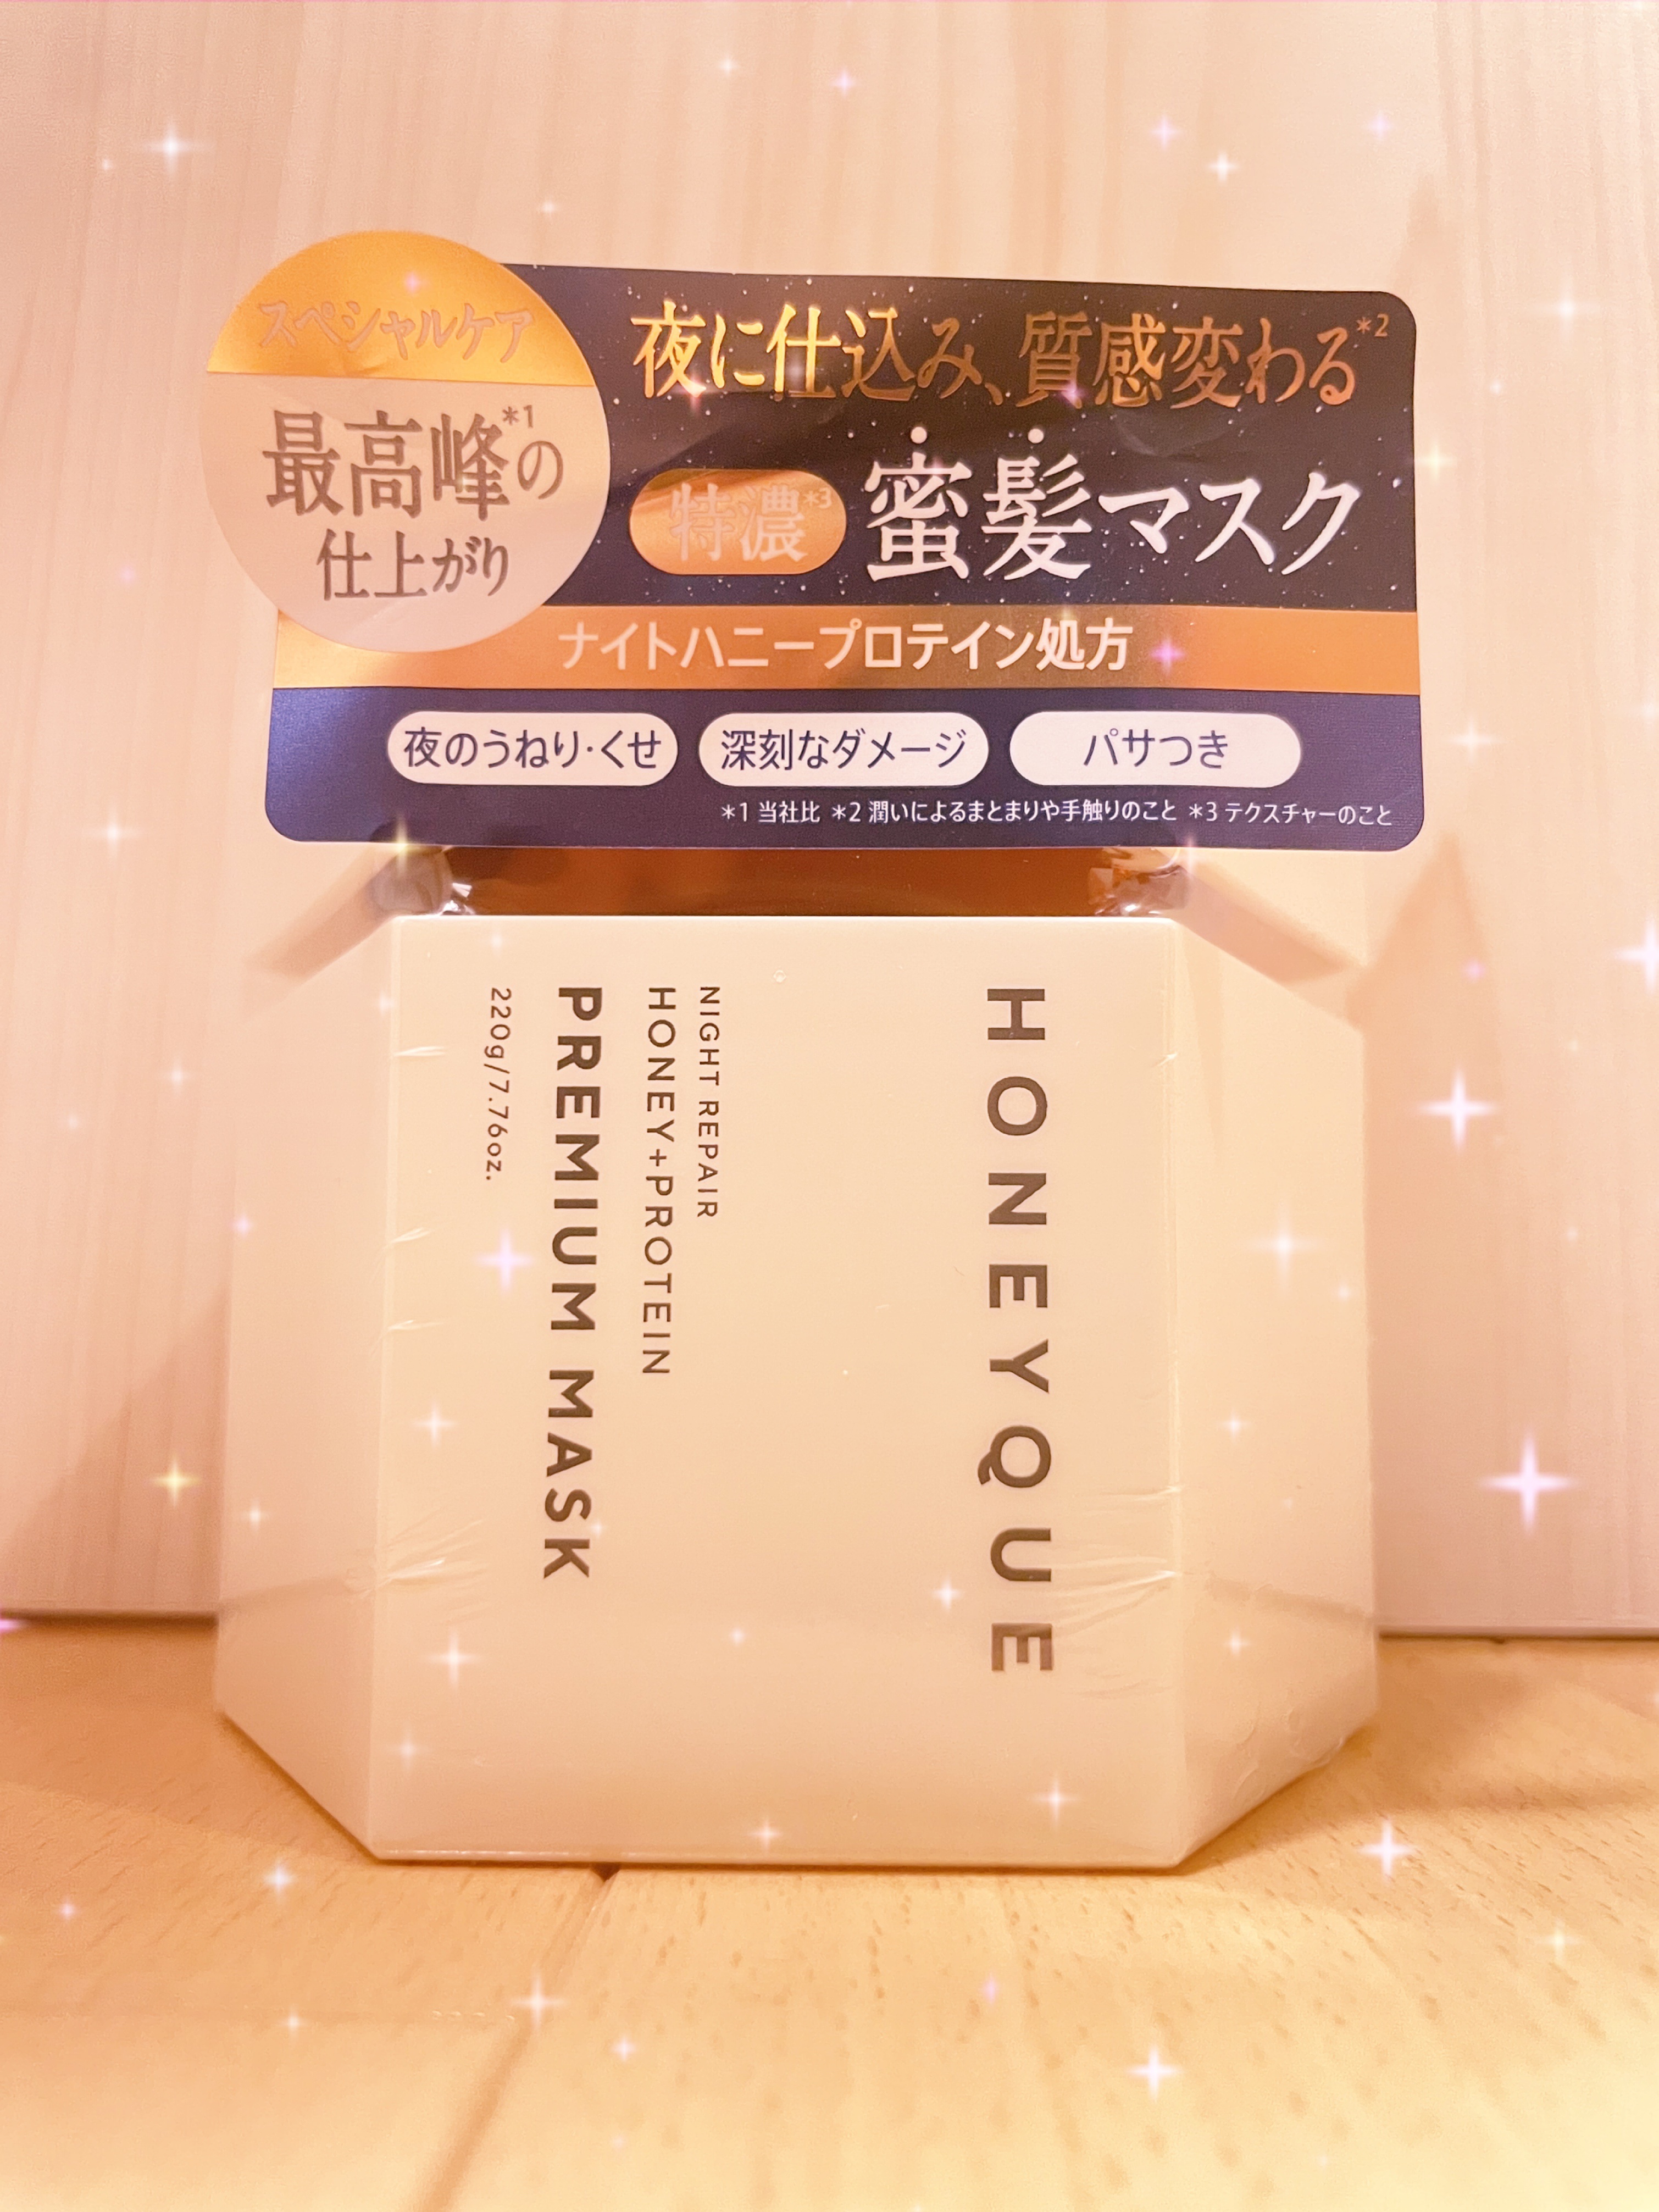 スペシャルケア
最高峰*1の
仕上がり
夜に仕込み、質感変わる*2
特濃*3 蜜髪マスク
ナイトハニープロテイン処方
夜のうねり・くせ
深刻なダメージ
パサつき
*1 当社比 *2 潤いによるまとまりや手触りのこと *3 テクスチャーのこと
HONEYQUE
NIGHT REPAIR
HONEY+PROTEIN
PREMIUM MASK
220g/7.76oz.